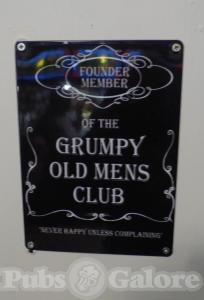 FOUNDER
MEMBER
OF THE
GRUMPY
OLD MENS
CLUB
'NEVER HAPPY UNLESS COMPLAINING'
Pubs Galore